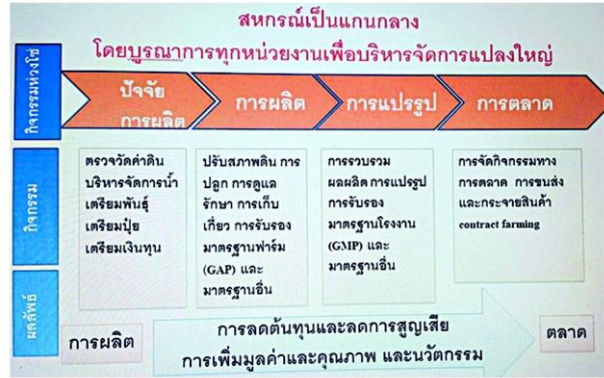 สหกรณ์เป็นแกนกลาง
โดยบูรณาการทุกหน่วยงานเพื่อบริหารจัดการแปลงใหญ่
กิจกรรมห่วงโซ่
ปัจจัย
การผลิต
การผลิต
การแปรรูป
การตลาด
กิจกรรม
ตรวจวัดค่าดิน
บริหารจัดการน้ำ
เตรียมพันธุ์
เตรียมปุ๋ย
เตรียมเงินทุน
ปรับสภาพดิน การ
ปลูก การดูแล
รักษา การเก็บ
เกี่ยว การรับรอง
มาตรฐานฟาร์ม
(GAP) และ
มาตรฐานอื่น
การรวบรวม
ผลผลิต การแปรรูป
การรับรอง
มาตรฐานโรงงาน
(GMP) และ
มาตรฐานอื่น
การจัดกิจกรรมทาง
การตลาด การขนส่ง
และกระจายสินค้า
contract farming
ผลลัพธ์
การผลิต
การลดต้นทุนและลดการสูญเสีย
การเพิ่มมูลค่าและคุณภาพ และนวัตกรรม
ตลาด